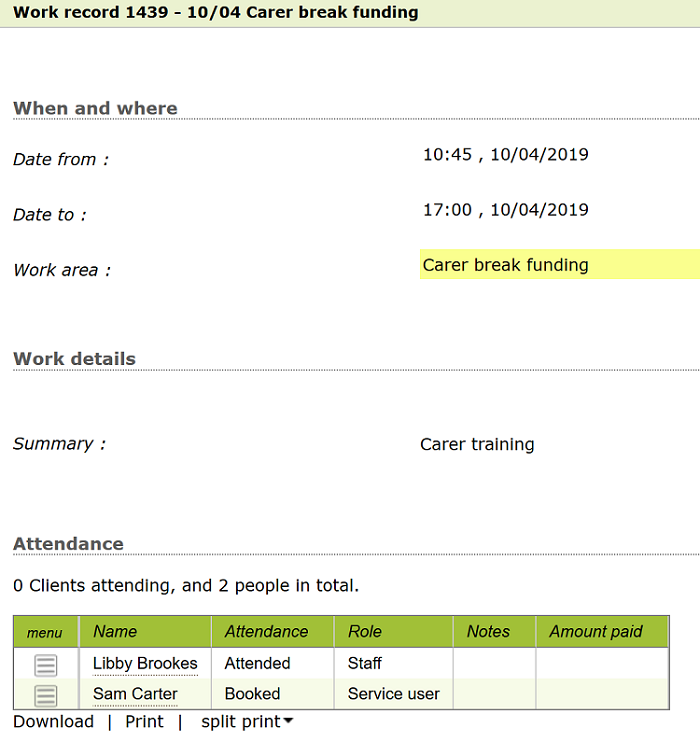 Work record 1439 - 10/04 Carer break funding
When and where
Date from : 10:45 , 10/04/2019
Date to : 17:00 , 10/04/2019
Work area : Carer break funding
Work details
Summary : Carer training
Attendance
0 Clients attending, and 2 people in total.
menu Name Attendance Role Notes Amount paid
Libby Brookes Attended Staff
Sam Carter Booked Service user
Download | Print | split print